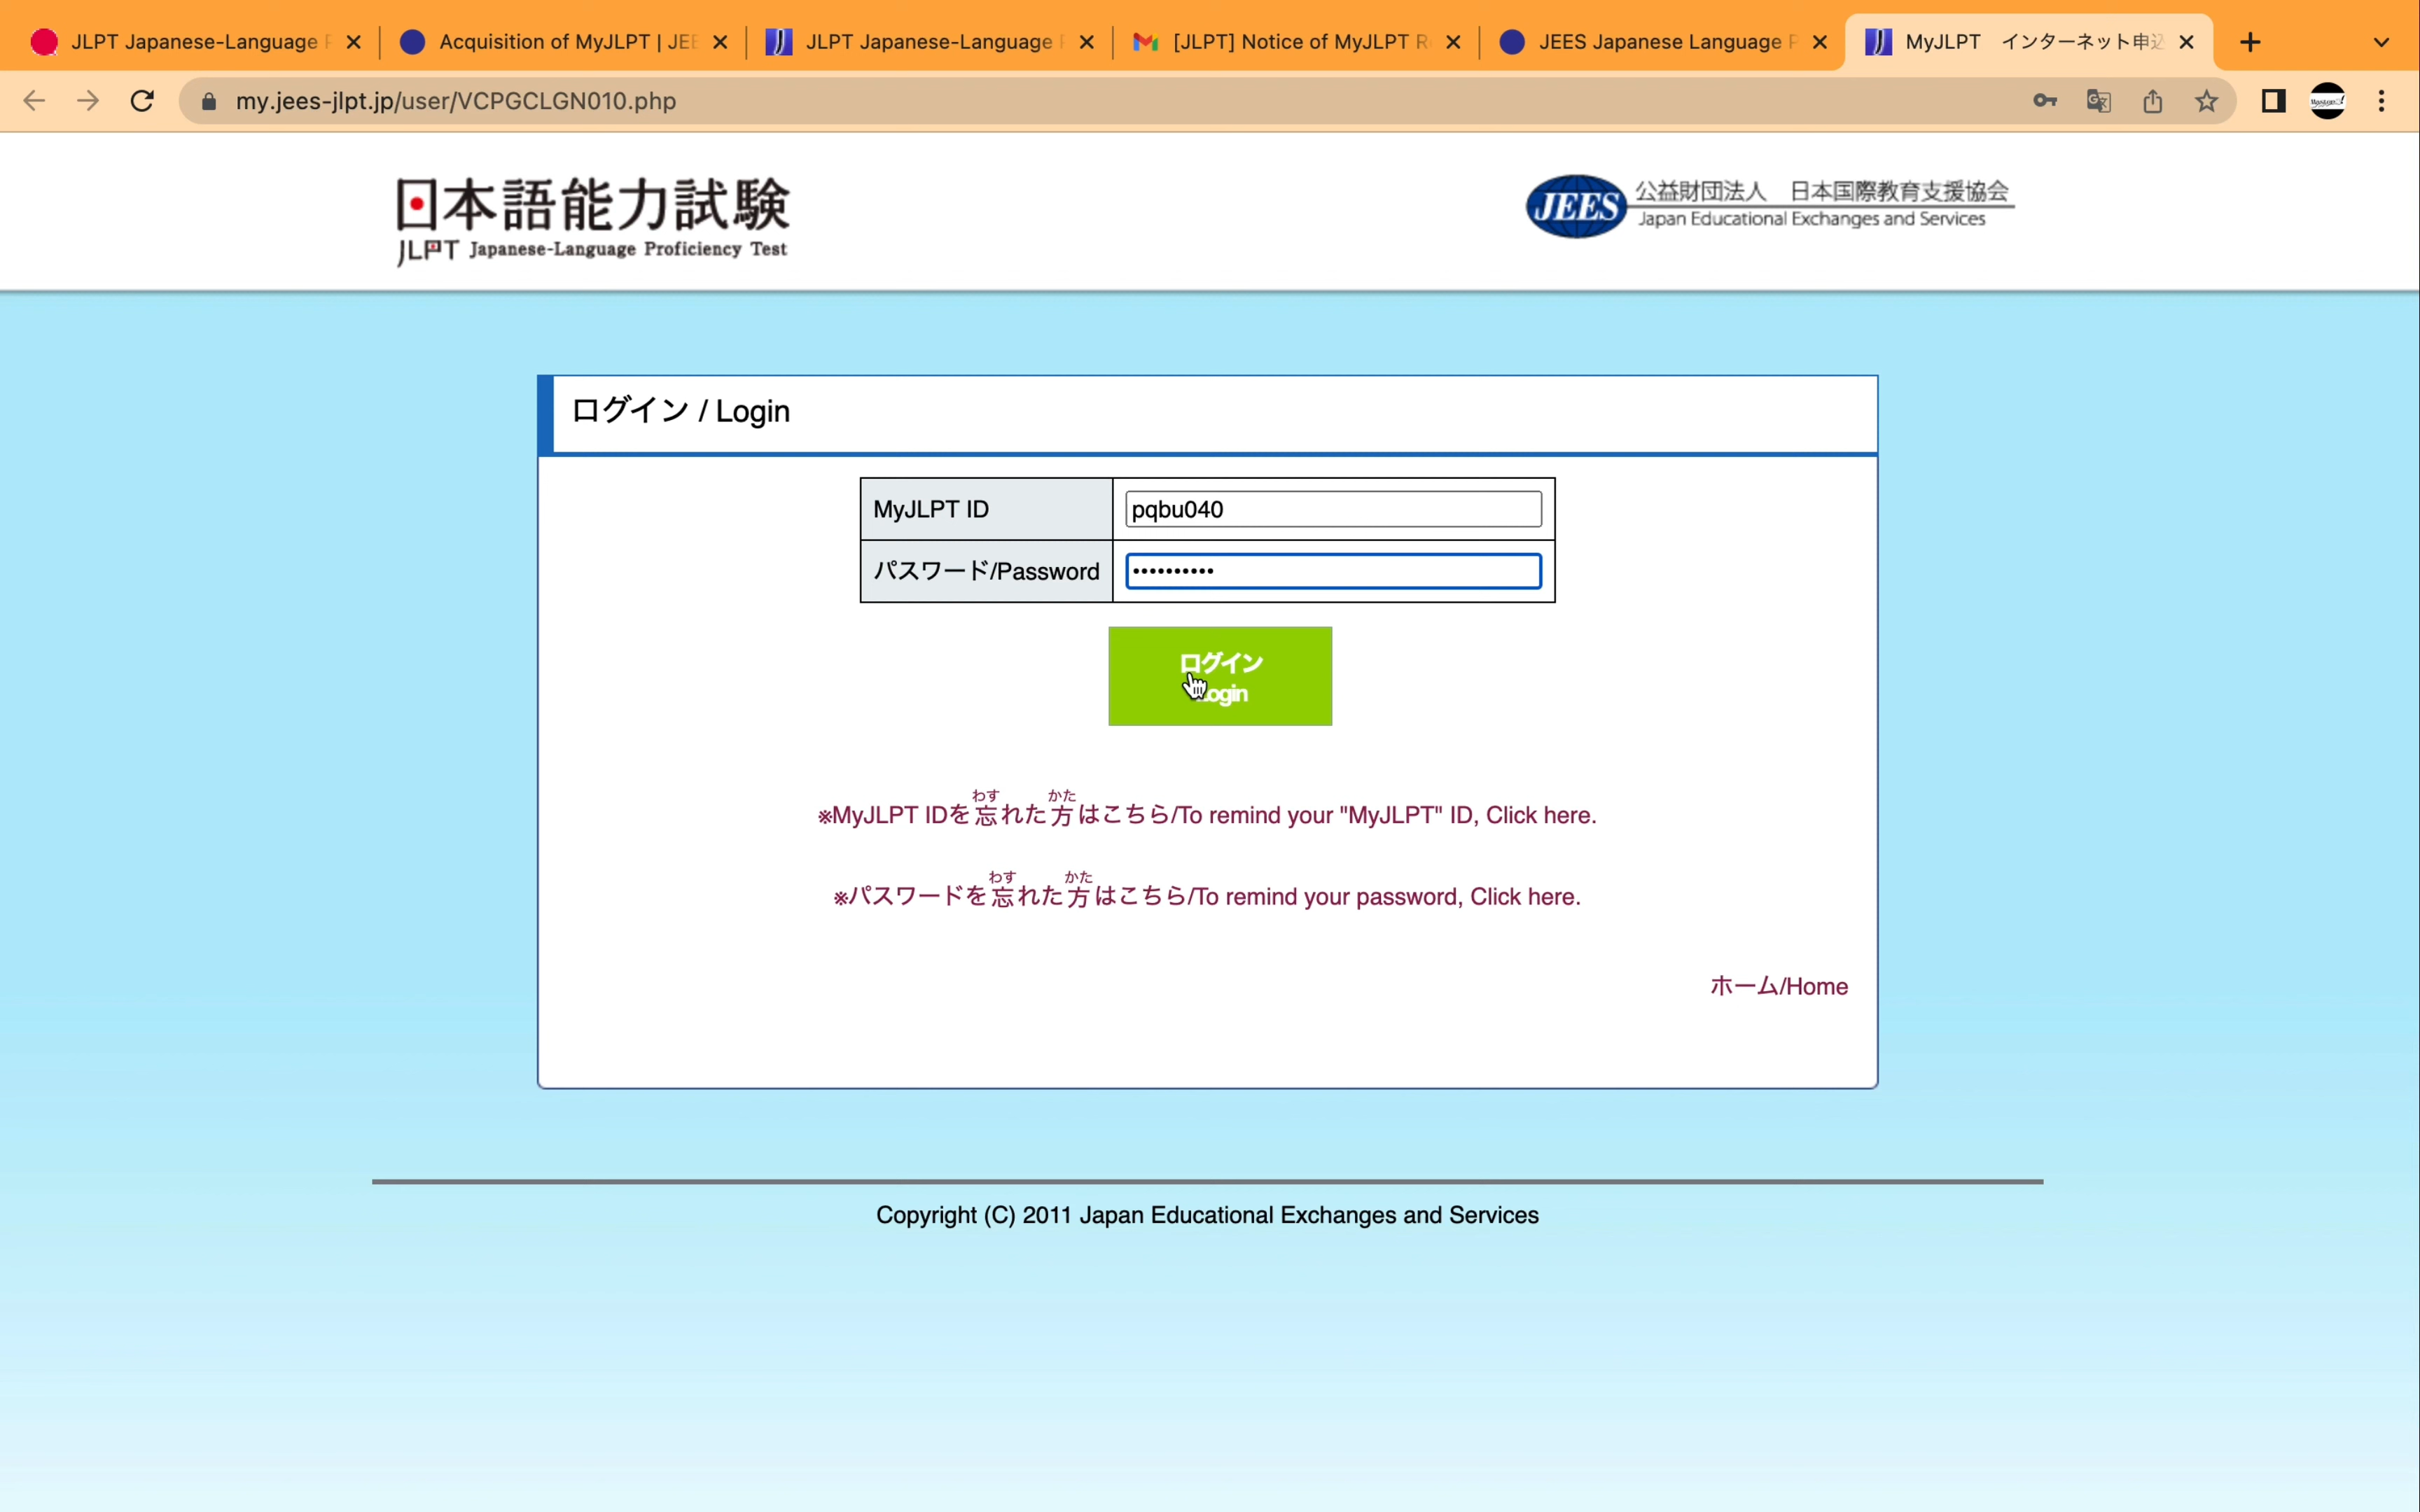 JLPT Japanese-Language
Acquisition of MyJLPT | JEE
JLPT Japanese-Language
[JLPT] Notice of MyJLPT R
JEES Japanese Language P
MyJLPT　インターネット申込
my.jees-jlpt.jp/user/VCPGCLGN010.php
日本語能力試験
JLPT Japanese-Language Proficiency Test
JEES 公益財団法人　日本国際教育支援協会
Japan Educational Exchanges and Services
ログイン / Login
MyJLPT ID pqbu040
パスワード/Password ••••••••••
ログイン
Login
わす かた
※MyJLPT IDを忘れた方はこちら/To remind your "MyJLPT" ID, Click here.
わす かた
※パスワードを忘れた方はこちら/To remind your password, Click here.
ホーム/Home
Copyright (C) 2011 Japan Educational Exchanges and Services